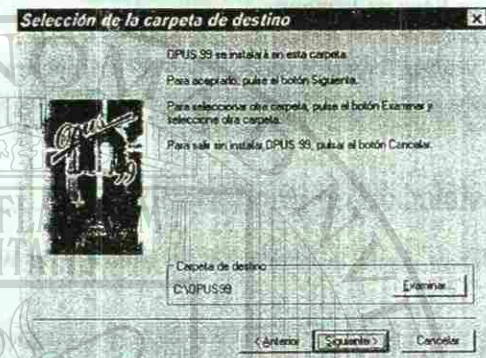 Selección de la carpeta de destino
OPUS 99 se instalará en esta carpeta.
Para aceptarlo, pulse el botón Siguiente.
Para seleccionar otra carpeta, pulse el botón Examinar y
seleccione otra carpeta.
Para salir sin instalar OPUS 99, pulsar el botón Cancelar.
Opus
99
Carpeta de destino
C:\OPUS99
Examinar...
< Anterior
Siguiente >
Cancelar